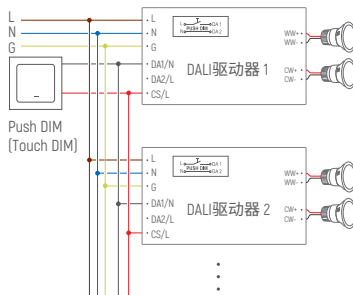 L
N
G
Push DIM
(Touch DIM)
L
N
G
DA1/N
DA2/L
CS/L
L DA1
N PUSH DIM DA2
DALI驱动器 1
WW+
WW-
CW+
CW-
L
N
G
DA1/N
DA2/L
CS/L
L DA1
N PUSH DIM DA2
DALI驱动器 2
WW+
WW-
CW+
CW-